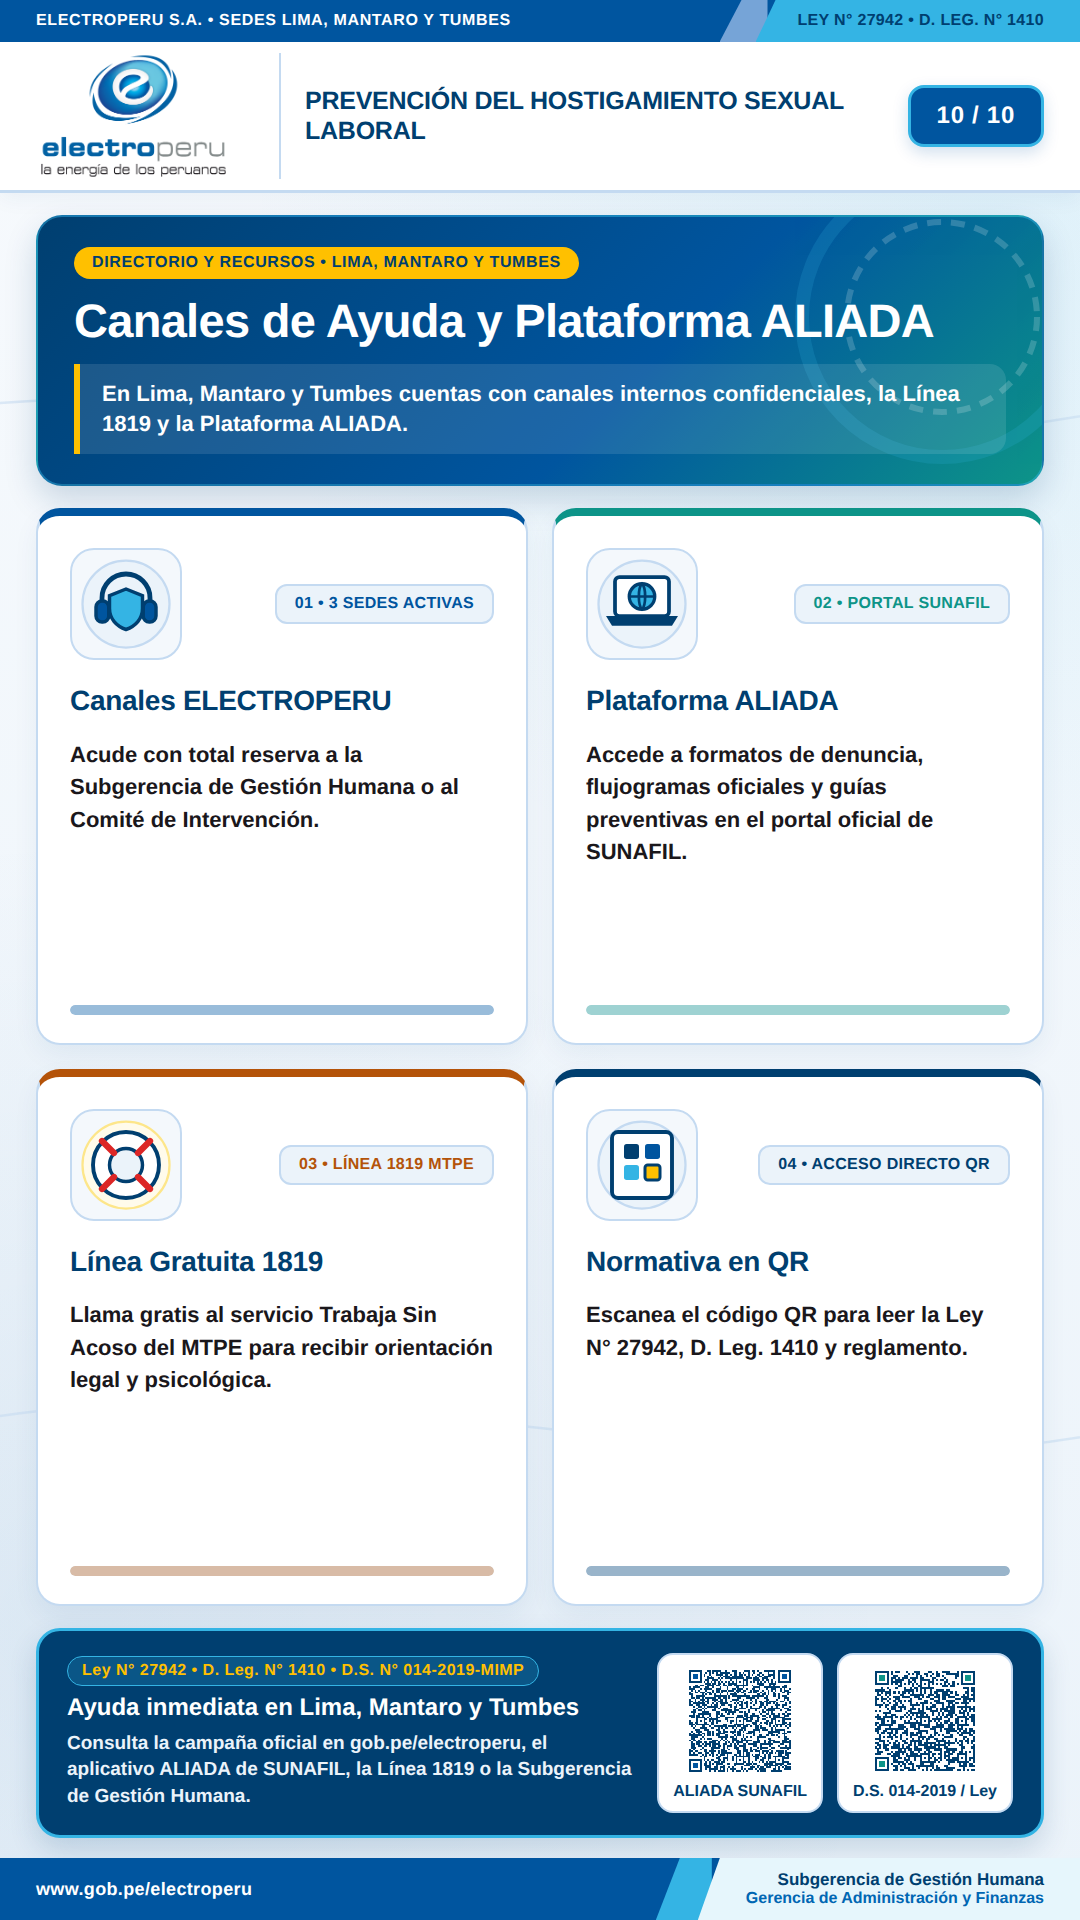 ELECTROPERU S.A. • SEDES LIMA, MANTARO Y TUMBES
LEY N° 27942 • D. LEG. N° 1410
electroperu
la energía de los peruanos
PREVENCIÓN DEL HOSTIGAMIENTO SEXUAL
LABORAL
10 / 10
DIRECTORIO Y RECURSOS • LIMA, MANTARO Y TUMBES
Canales de Ayuda y Plataforma ALIADA
En Lima, Mantaro y Tumbes cuentas con canales internos confidenciales, la Línea
1819 y la Plataforma ALIADA.
01 • 3 SEDES ACTIVAS
Canales ELECTROPERU
Acude con total reserva a la
Subgerencia de Gestión Humana o al
Comité de Intervención.
02 • PORTAL SUNAFIL
Plataforma ALIADA
Accede a formatos de denuncia,
flujogramas oficiales y guías
preventivas en el portal oficial de
SUNAFIL.
03 • LÍNEA 1819 MTPE
Línea Gratuita 1819
Llama gratis al servicio Trabaja Sin
Acoso del MTPE para recibir orientación
legal y psicológica.
04 • ACCESO DIRECTO QR
Normativa en QR
Escanea el código QR para leer la Ley
N° 27942, D. Leg. 1410 y reglamento.
Ley N° 27942 • D. Leg. N° 1410 • D.S. N° 014-2019-MIMP
Ayuda inmediata en Lima, Mantaro y Tumbes
Consulta la campaña oficial en gob.pe/electroperu, el
aplicativo ALIADA de SUNAFIL, la Línea 1819 o la Subgerencia
de Gestión Humana.
ALIADA SUNAFIL
D.S. 014-2019 / Ley
www.gob.pe/electroperu
Subgerencia de Gestión Humana
Gerencia de Administración y Finanzas